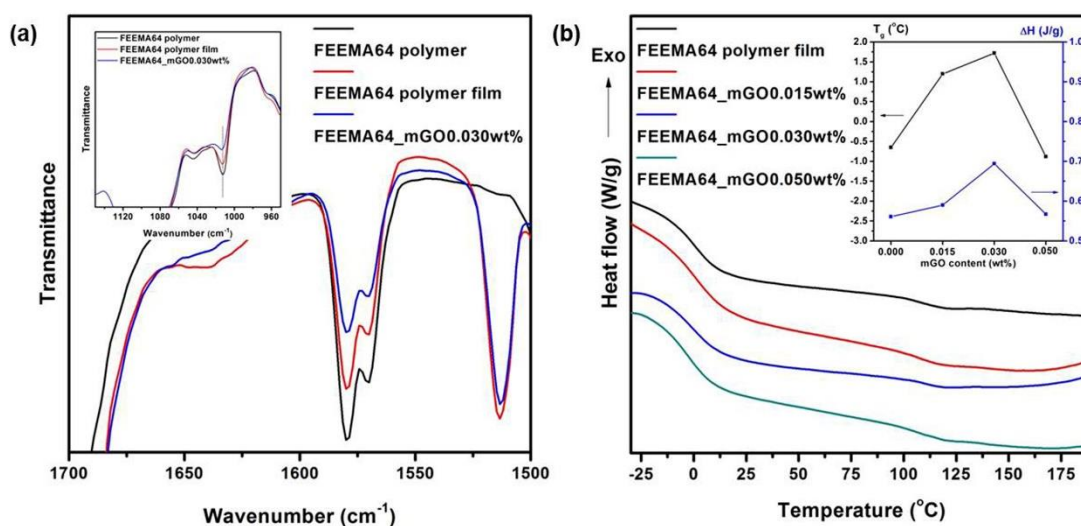 (a)
FEEMA64 polymer
FEEMA64 polymer film
FEEMA64_mGO0.030wt%
Transmittance
1120
1080
1040
1000
960
Wavenumber (cm-1)
FEEMA64 polymer
FEEMA64 polymer film
FEEMA64_mGO0.030wt%
Transmittance
1700
1650
1600
1550
1500
Wavenumber (cm-1)
(b)
Exo
FEEMA64 polymer film
FEEMA64_mGO0.015wt%
FEEMA64_mGO0.030wt%
FEEMA64_mGO0.050wt%
Tg (°C)
ΔH (J/g)
2.0
1.5
1.0
0.5
0.0
-0.5
-1.0
-1.5
-2.0
-2.5
-3.0
1.0
0.9
0.8
0.7
0.6
0.5
0.000
0.015
0.030
0.050
mGO content (wt%)
Heat flow (W/g)
-25
0
25
50
75
100
125
150
175
Temperature (°C)